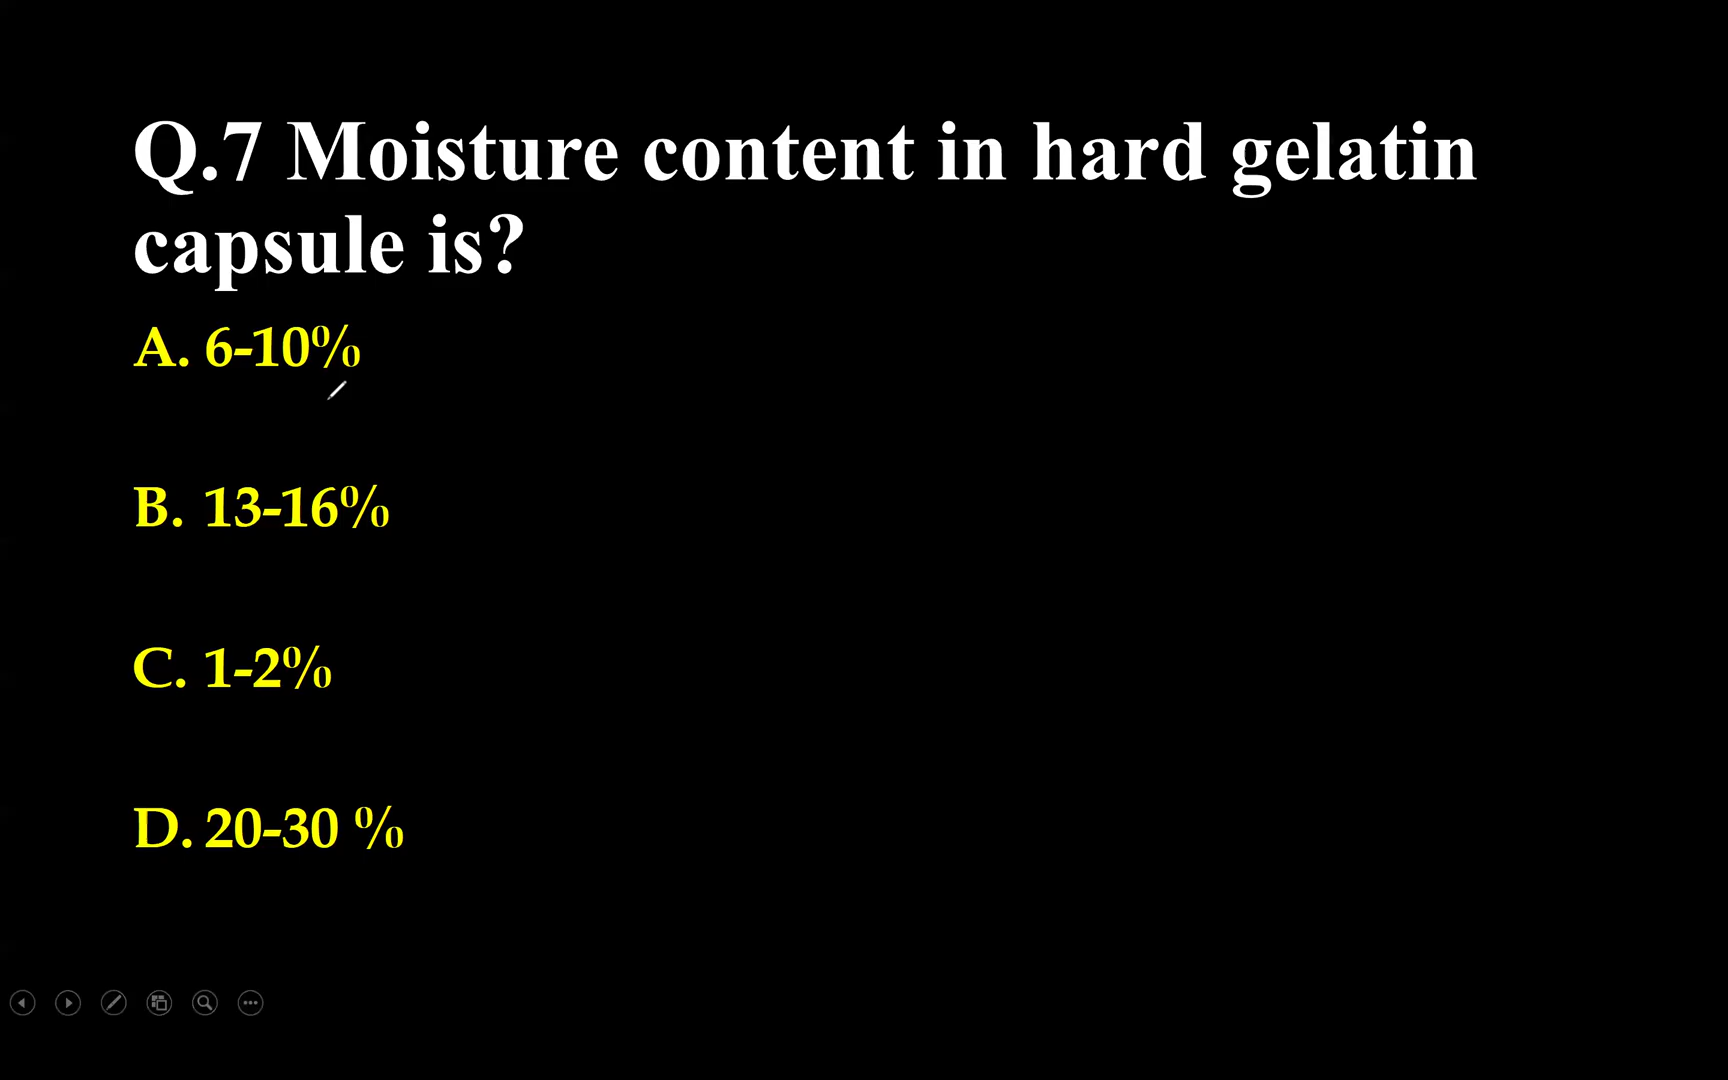 Q.7 Moisture content in hard gelatin
capsule is?
A. 6-10%
B. 13-16%
C. 1-2%
D. 20-30 %